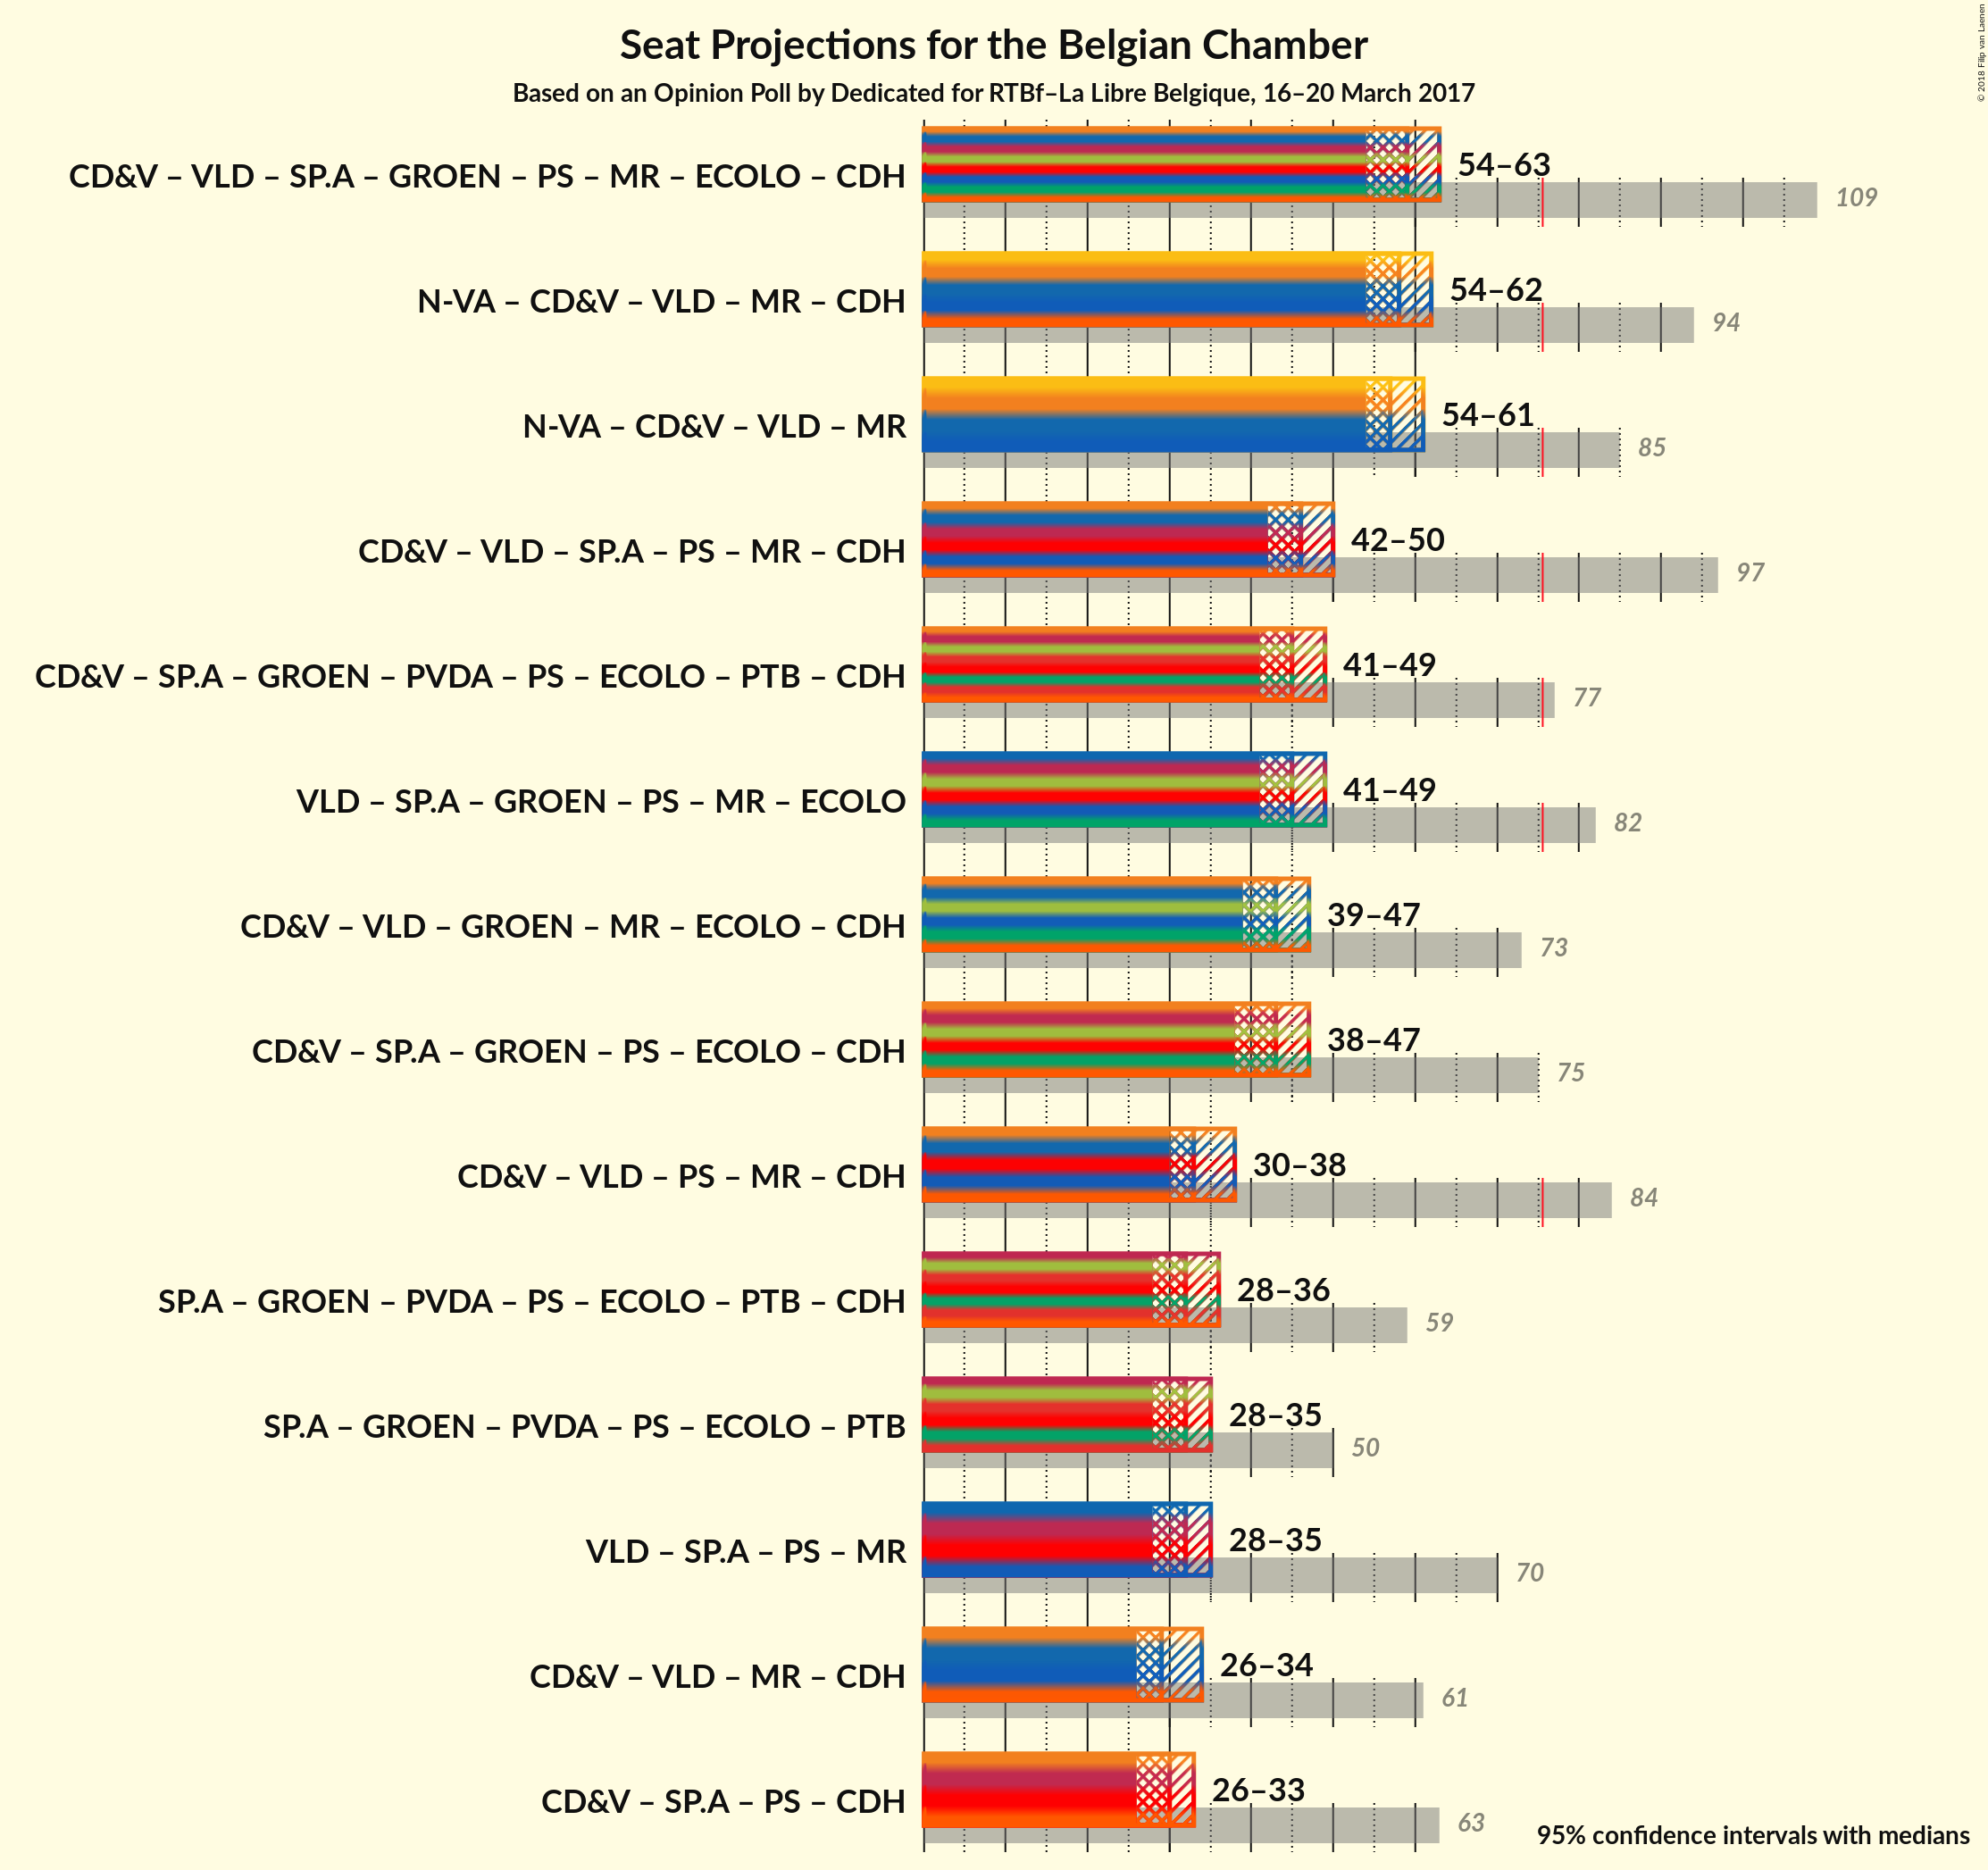 Seat Projections for the Belgian Chamber
Based on an Opinion Poll by Dedicated for RTBf–La Libre Belgique, 16–20 March 2017
© 2018 Filip van Laenen
CD&V – VLD – SP.A – GROEN – PS – MR – ECOLO – CDH
54–63
109
N-VA – CD&V – VLD – MR – CDH
54–62
94
N-VA – CD&V – VLD – MR
54–61
85
CD&V – VLD – SP.A – PS – MR – CDH
42–50
97
CD&V – SP.A – GROEN – PVDA – PS – ECOLO – PTB – CDH
41–49
77
VLD – SP.A – GROEN – PS – MR – ECOLO
41–49
82
CD&V – VLD – GROEN – MR – ECOLO – CDH
39–47
73
CD&V – SP.A – GROEN – PS – ECOLO – CDH
38–47
75
CD&V – VLD – PS – MR – CDH
30–38
84
SP.A – GROEN – PVDA – PS – ECOLO – PTB – CDH
28–36
59
SP.A – GROEN – PVDA – PS – ECOLO – PTB
28–35
50
VLD – SP.A – PS – MR
28–35
70
CD&V – VLD – MR – CDH
26–34
61
CD&V – SP.A – PS – CDH
26–33
63
95% confidence intervals with medians